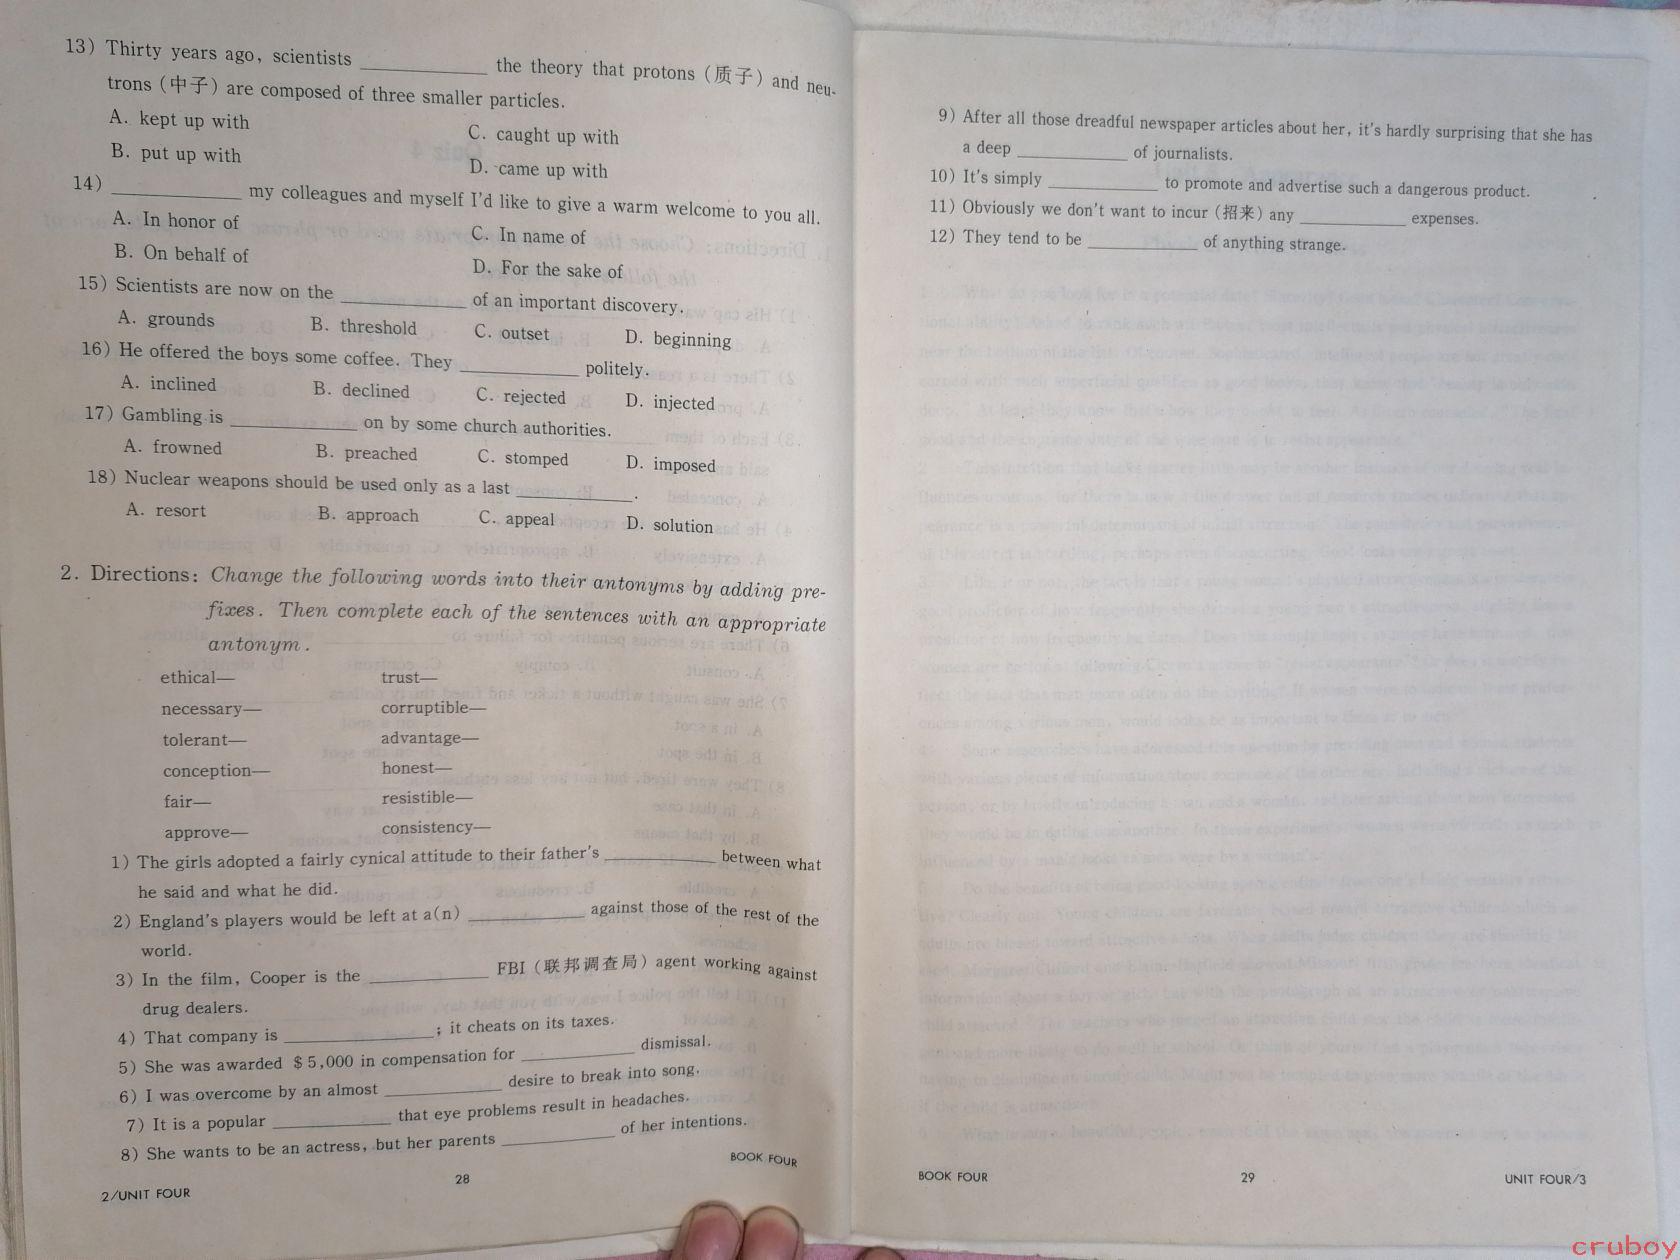 13) Thirty years ago, scientists ____________ the theory that protons (质子) and neu-
trons (中子) are composed of three smaller particles.
A. kept up with C. caught up with
B. put up with D. came up with
14) ____________ my colleagues and myself I'd like to give a warm welcome to you all.
A. In honor of C. In name of
B. On behalf of D. For the sake of
15) Scientists are now on the ____________ of an important discovery.
A. grounds B. threshold C. outset D. beginning
16) He offered the boys some coffee. They ____________ politely.
A. inclined B. declined C. rejected D. injected
17) Gambling is ____________ on by some church authorities.
A. frowned B. preached C. stomped D. imposed
18) Nuclear weapons should be used only as a last ____________.
A. resort B. approach C. appeal D. solution
2. Directions: Change the following words into their antonyms by adding pre-
fixes. Then complete each of the sentences with an appropriate
antonym.
ethical— trust—
necessary— corruptible—
tolerant— advantage—
conception— honest—
fair— resistible—
approve— consistency—
1) The girls adopted a fairly cynical attitude to their father's ____________ between what
he said and what he did.
2) England's players would be left at a(n) ____________ against those of the rest of the
world.
3) In the film, Cooper is the ____________ FBI (联邦调查局) agent working against
drug dealers.
4) That company is ____________; it cheats on its taxes.
5) She was awarded $5,000 in compensation for ____________ dismissal.
6) I was overcome by an almost ____________ desire to break into song.
7) It is a popular ____________ that eye problems result in headaches.
8) She wants to be an actress, but her parents ____________ of her intentions.
BOOK FOUR
28
2/UNIT FOUR
9) After all those dreadful newspaper articles about her, it's hardly surprising that she has
a deep ____________ of journalists.
10) It's simply ____________ to promote and advertise such a dangerous product.
11) Obviously we don't want to incur (招来) any ____________ expenses.
12) They tend to be ____________ of anything strange.
BOOK FOUR 29 UNIT FOUR/3
cruboy